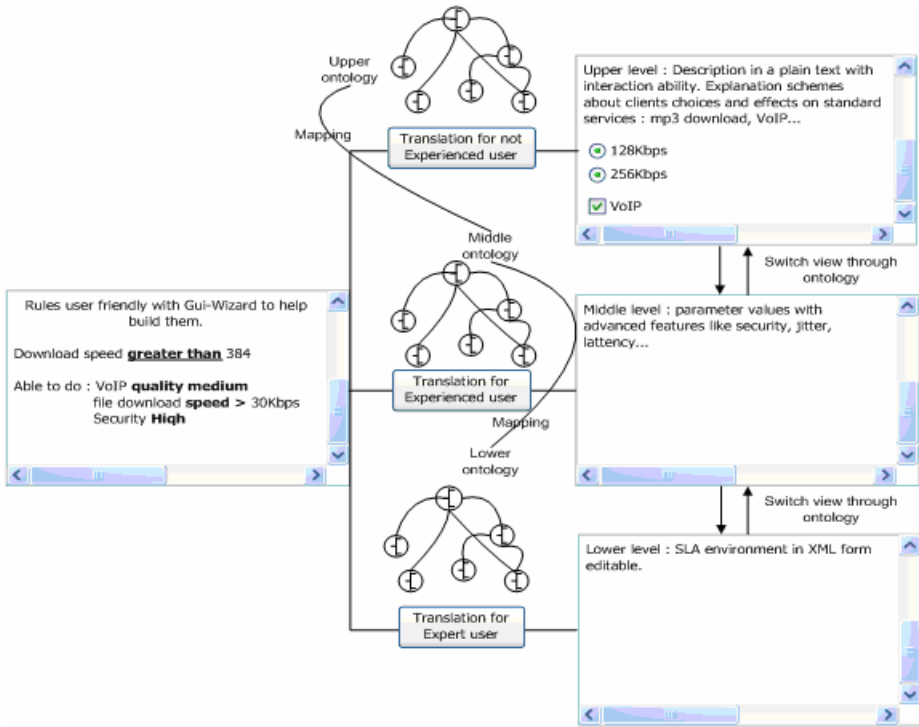 Upper
ontology
Mapping
Translation for not
Experienced user
Upper level : Description in a plain text with
interaction ability. Explanation schemes
about clients choices and effects on standard
services : mp3 download, VoIP...
128Kbps
256Kbps
VoIP
Switch view through
ontology
Middle
ontology
Rules user friendly with Gui-Wizard to help
build them.
Download speed greater than 384
Able to do : VoIP quality medium
file download speed > 30Kbps
Security High
Translation for
Experienced user
Middle level : parameter values with
advanced features like security, jitter,
lattency...
Mapping
Lower
ontology
Switch view through
ontology
Translation for
Expert user
Lower level : SLA environment in XML form
editable.